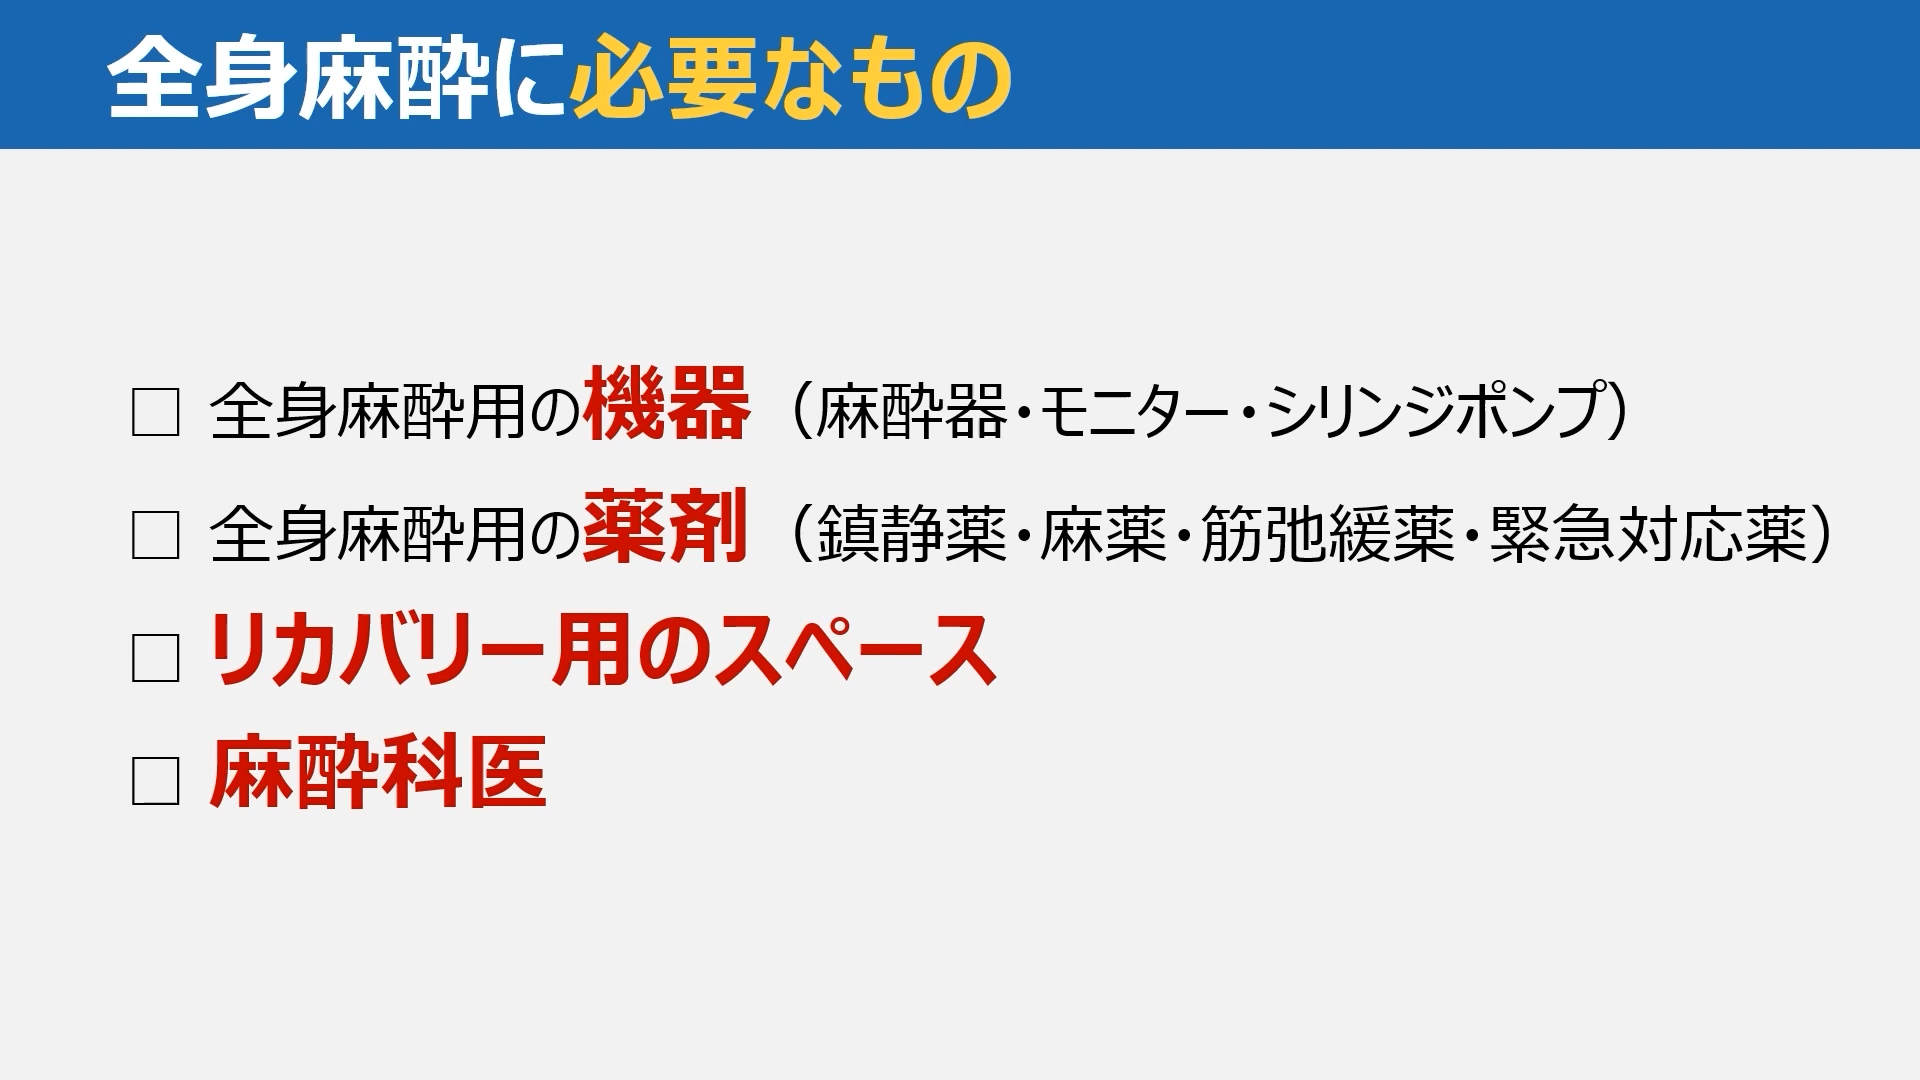 全身麻酔に必要なもの
□ 全身麻酔用の機器（麻酔器・モニター・シリンジポンプ）
□ 全身麻酔用の薬剤（鎮静薬・麻薬・筋弛緩薬・緊急対応薬）
□ リカバリー用のスペース
□ 麻酔科医